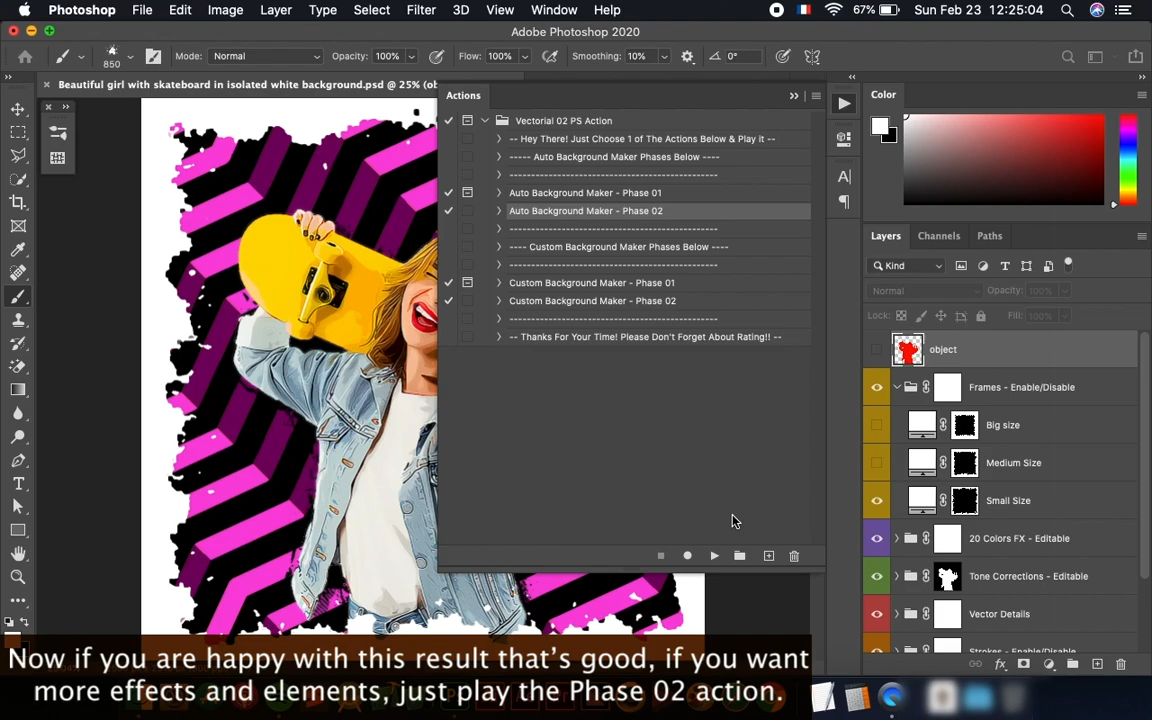 Photoshop File Edit Image Layer Type Select Filter 3D View Window Help 67% Sun Feb 23 12:25:04
Adobe Photoshop 2020
850 Mode: Normal Opacity: 100% Flow: 100% Smoothing: 10% 0°
Beautiful girl with skateboard in isolated white background.psd @ 25% (ob
Actions
Vectorial 02 PS Action
-- Hey There! Just Choose 1 of The Actions Below & Play it --
----- Auto Background Maker Phases Below ----
------------------------------------------------
Auto Background Maker - Phase 01
Auto Background Maker - Phase 02
------------------------------------------------
---- Custom Background Maker Phases Below ----
------------------------------------------------
Custom Background Maker - Phase 01
Custom Background Maker - Phase 02
------------------------------------------------
-- Thanks For Your Time! Please Don't Forget About Rating!! --
Color
Layers Channels Paths
Kind
Normal Opacity: 100%
Lock: Fill: 100%
object
Frames - Enable/Disable
Big size
Medium Size
Small Size
20 Colors FX - Editable
Tone Corrections - Editable
Vector Details
Strokes - Enable/Disable
Now if you are happy with this result that's good, if you want
more effects and elements, just play the Phase 02 action.